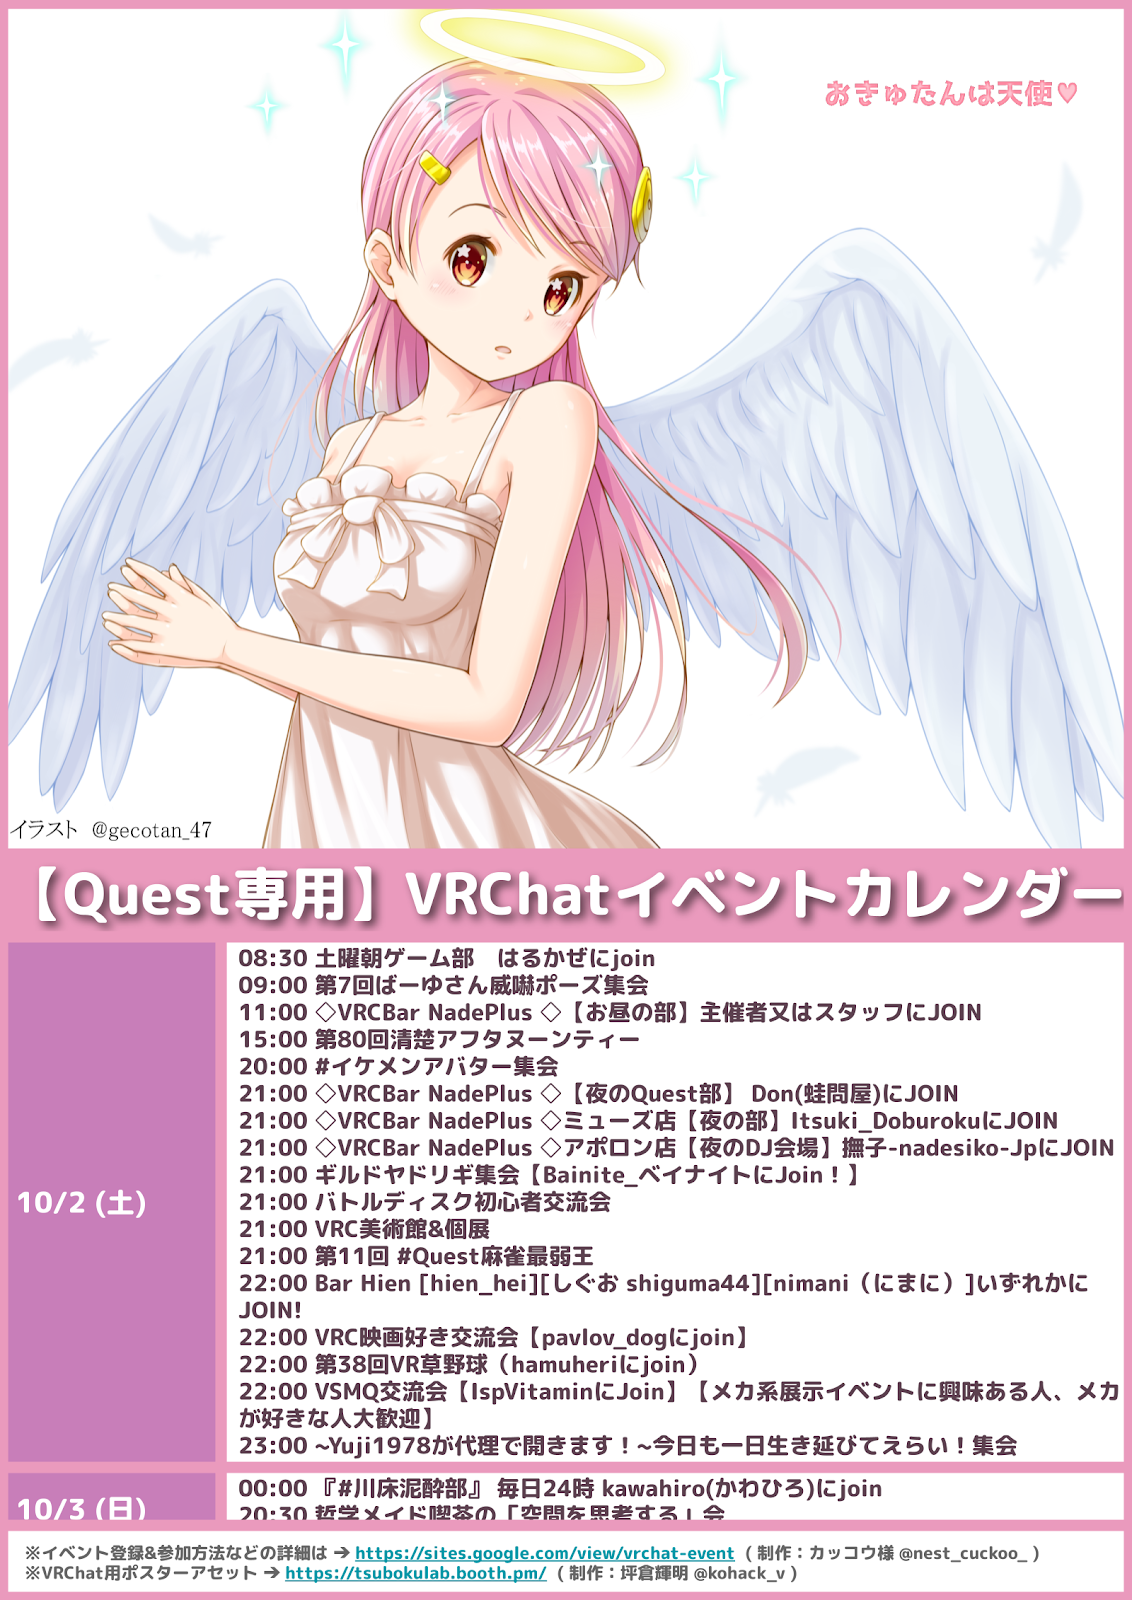 おきゅたんは天使♥
イラスト @gecotan_47
【Quest専用】VRChatイベントカレンダー
10/2 (土)
08:30 土曜朝ゲーム部　はるかぜにjoin
09:00 第7回ばーゆさん威嚇ポーズ集会
11:00 ◇VRCBar NadePlus ◇【お昼の部】主催者又はスタッフにJOIN
15:00 第80回清楚アフタヌーンティー
20:00 #イケメンアバター集会
21:00 ◇VRCBar NadePlus ◇【夜のQuest部】 Don(蛙問屋)にJOIN
21:00 ◇VRCBar NadePlus ◇ミューズ店【夜の部】Itsuki_DoburokuにJOIN
21:00 ◇VRCBar NadePlus ◇アポロン店【夜のDJ会場】撫子-nadesiko-JpにJOIN
21:00 ギルドヤドリギ集会【Bainite_ベイナイトにJoin！】
21:00 バトルディスク初心者交流会
21:00 VRC美術館&個展
21:00 第11回 #Quest麻雀最弱王
22:00 Bar Hien [hien_hei][しぐお shiguma44][nimani（にまに）]いずれかに
JOIN!
22:00 VRC映画好き交流会【pavlov_dogにjoin】
22:00 第38回VR草野球（hamuheriにjoin）
22:00 VSMQ交流会【IspVitaminにJoin】【メカ系展示イベントに興味ある人、メカ
が好きな人大歓迎】
23:00 ~Yuji1978が代理で開きます！~今日も一日生き延びてえらい！集会
10/3 (日)
00:00 『#川床泥酔部』 毎日24時 kawahiro(かわひろ)にjoin
20:30 哲学メイド喫茶の「空間を思考する」会
※イベント登録&参加方法などの詳細は → https://sites.google.com/view/vrchat-event ( 制作：カッコウ様 @nest_cuckoo_ )
※VRChat用ポスターアセット → https://tsubokulab.booth.pm/ ( 制作：坪倉輝明 @kohack_v )